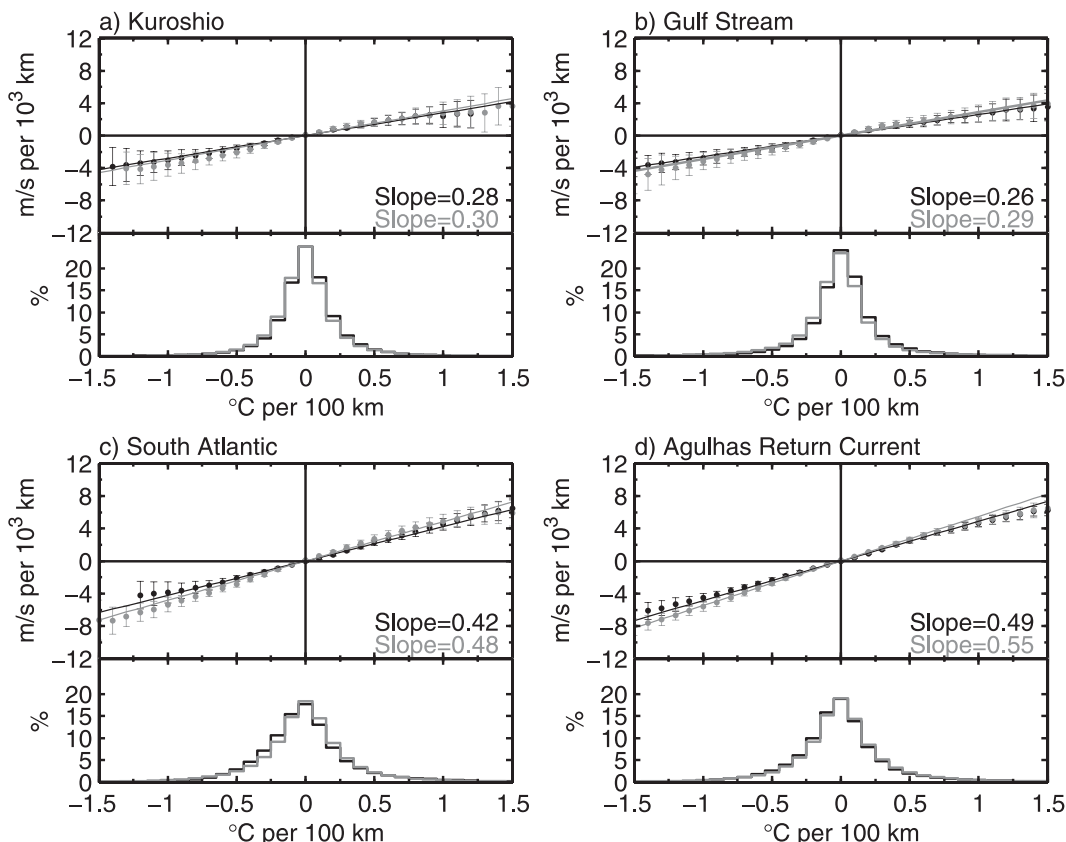 a) Kuroshio
b) Gulf Stream
12
8
4
0
−4
−8
−12
m/s per 10³ km
Slope=0.28
Slope=0.30
12
8
4
0
−4
−8
−12
m/s per 10³ km
Slope=0.26
Slope=0.29
20
15
10
5
0
%
−1.5 −1 −0.5 0 0.5 1 1.5
°C per 100 km
20
15
10
5
0
%
−1.5 −1 −0.5 0 0.5 1 1.5
°C per 100 km
c) South Atlantic
d) Agulhas Return Current
12
8
4
0
−4
−8
−12
m/s per 10³ km
Slope=0.42
Slope=0.48
12
8
4
0
−4
−8
−12
m/s per 10³ km
Slope=0.49
Slope=0.55
20
15
10
5
0
%
−1.5 −1 −0.5 0 0.5 1 1.5
°C per 100 km
20
15
10
5
0
%
−1.5 −1 −0.5 0 0.5 1 1.5
°C per 100 km